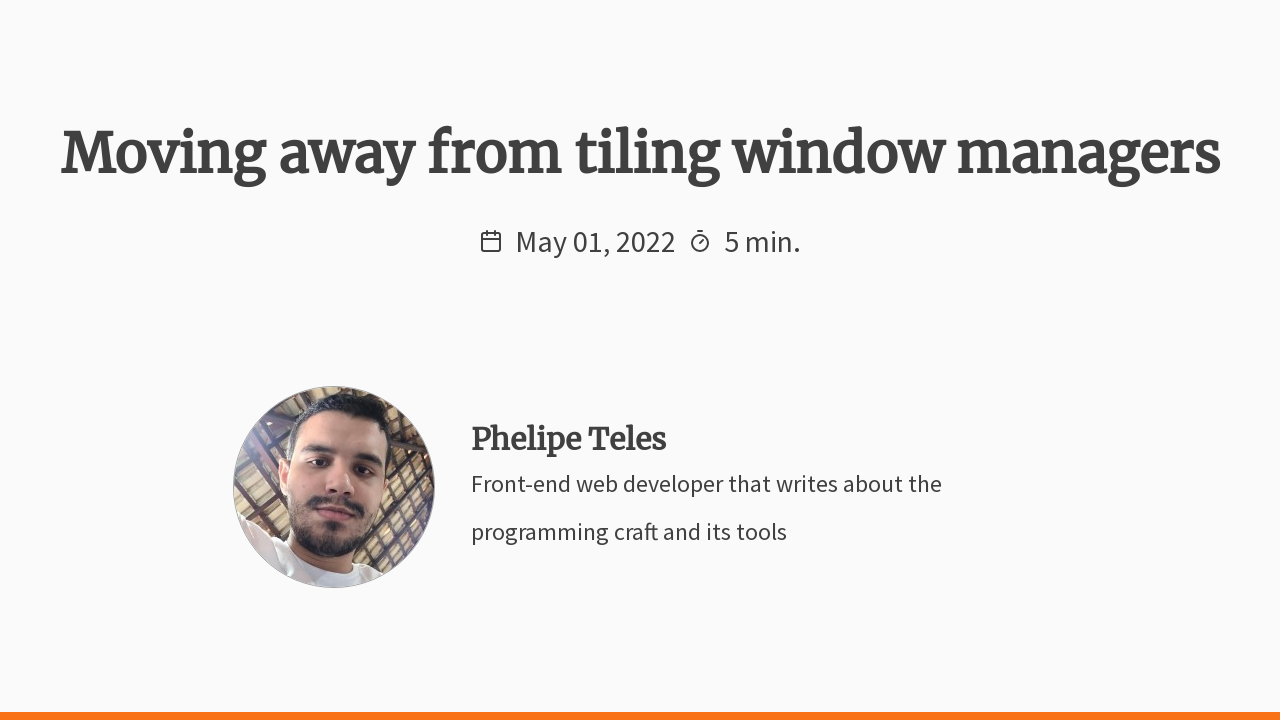 Moving away from tiling window managers
May 01, 2022 5 min.
Phelipe Teles
Front-end web developer that writes about the
programming craft and its tools